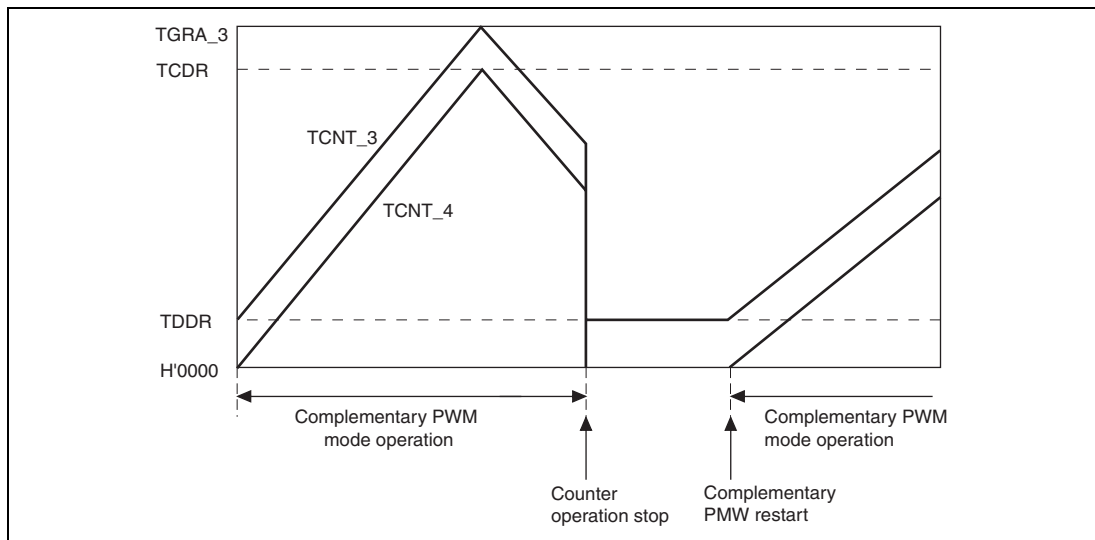 TGRA_3
TCDR
TCNT_3
TCNT_4
TDDR
H'0000
Complementary PWM
mode operation
Complementary PWM
mode operation
Counter
operation stop
Complementary
PMW restart